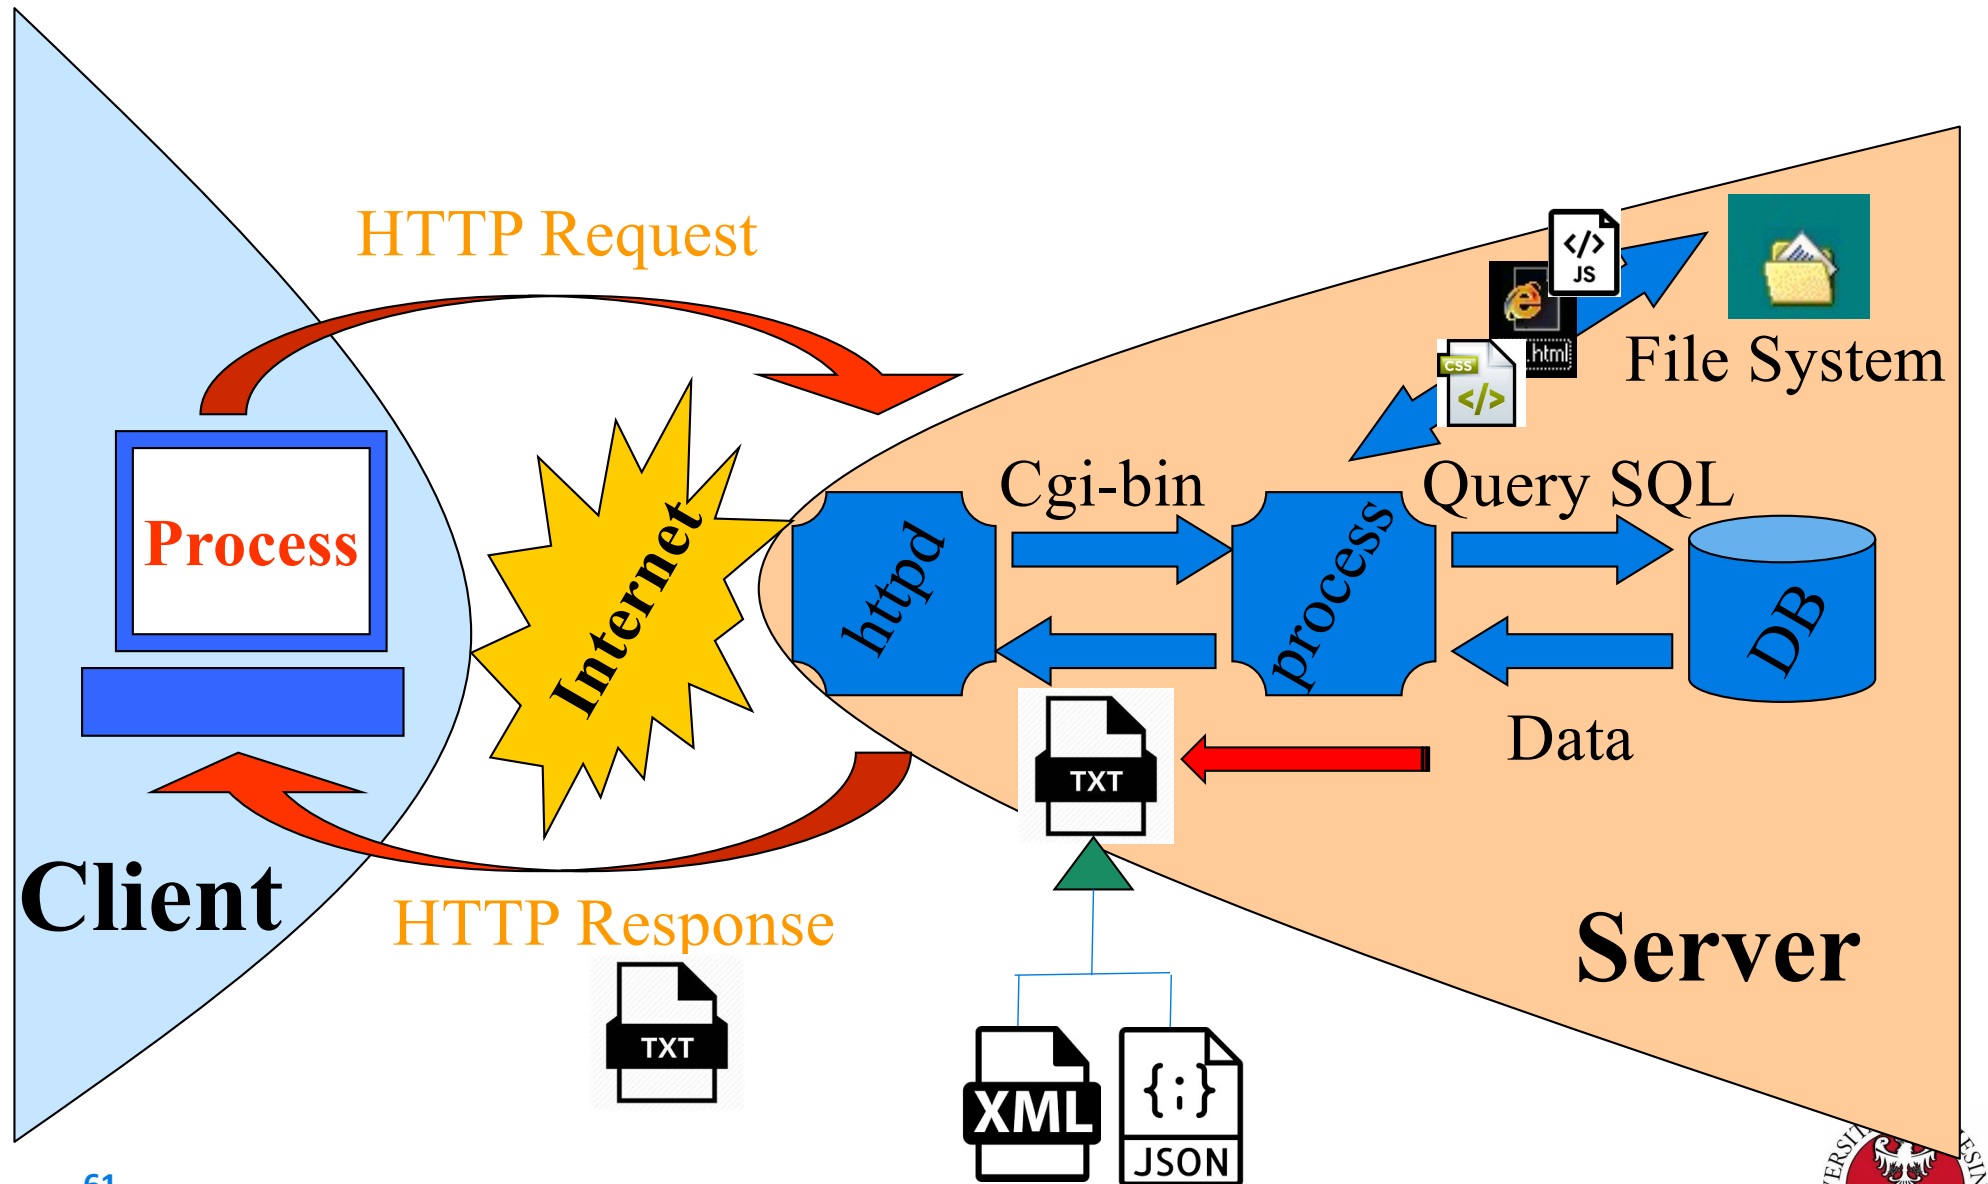 HTTP Request
</>
JS
.html
CSS
</>
File System
Cgi-bin
Query SQL
Process
Internet
httpd
process
DB
Data
TXT
Client
HTTP Response
TXT
Server
XML
{;}
JSON
61